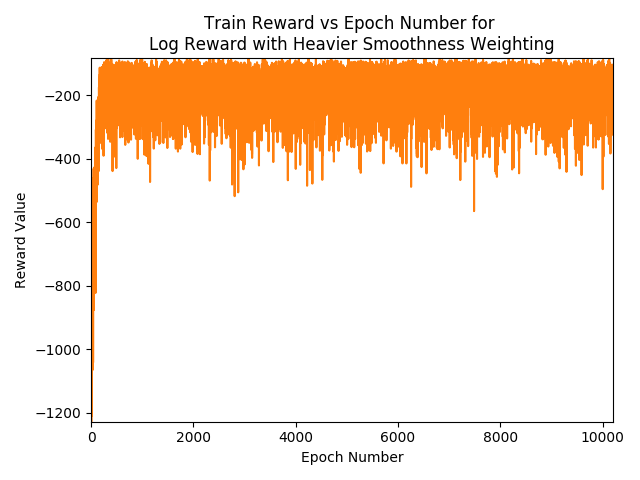 Train Reward vs Epoch Number for
Log Reward with Heavier Smoothness Weighting
Reward Value
−200
−400
−600
−800
−1000
−1200
0 2000 4000 6000 8000 10000
Epoch Number